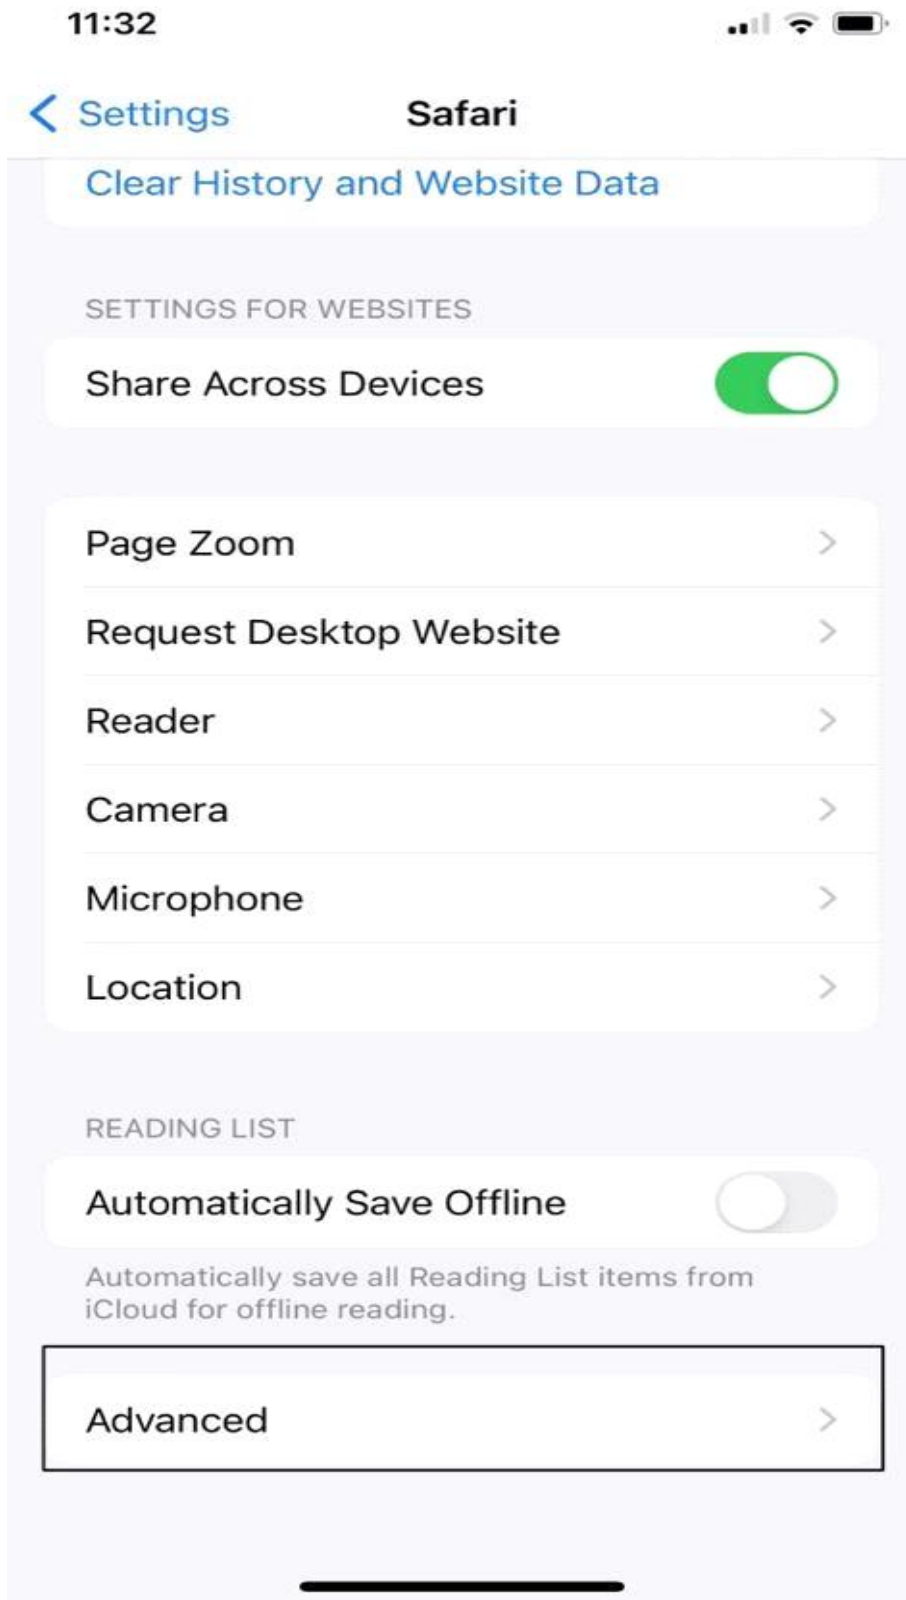 11:32
Settings
Safari
Clear History and Website Data
SETTINGS FOR WEBSITES
Share Across Devices
Page Zoom
Request Desktop Website
Reader
Camera
Microphone
Location
READING LIST
Automatically Save Offline
Automatically save all Reading List items from
iCloud for offline reading.
Advanced